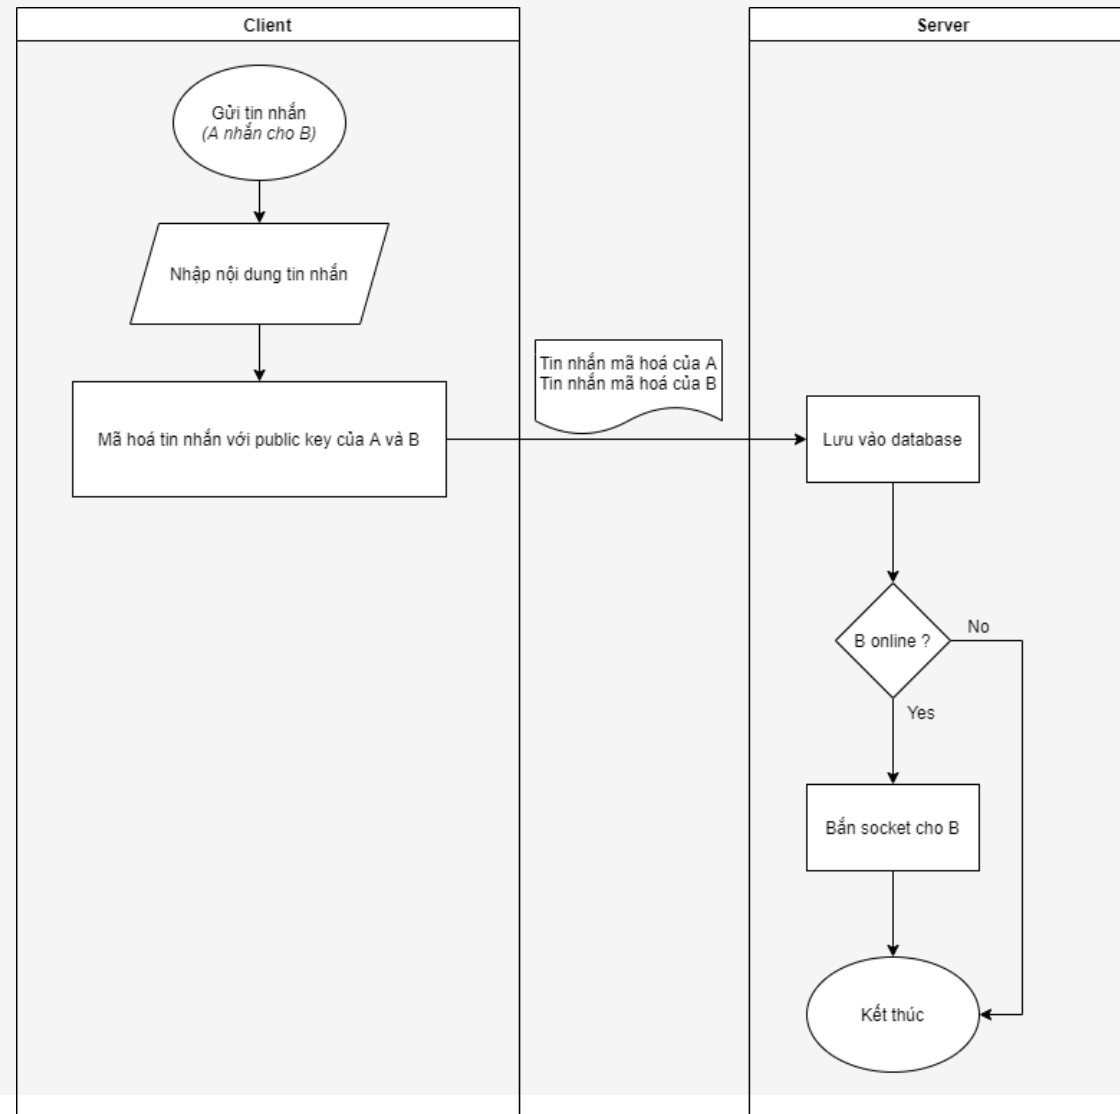 Client
Server
Gửi tin nhắn
(A nhắn cho B)
Nhập nội dung tin nhắn
Mã hoá tin nhắn với public key của A và B
Tin nhắn mã hoá của A
Tin nhắn mã hoá của B
Lưu vào database
B online ?
No
Yes
Bắn socket cho B
Kết thúc